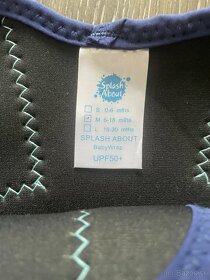 Splash
About
S 0-6 mths
M 6-18 mths
L 18-30 mths
SPLASH ABOUT
BabyWrap
UPF50+